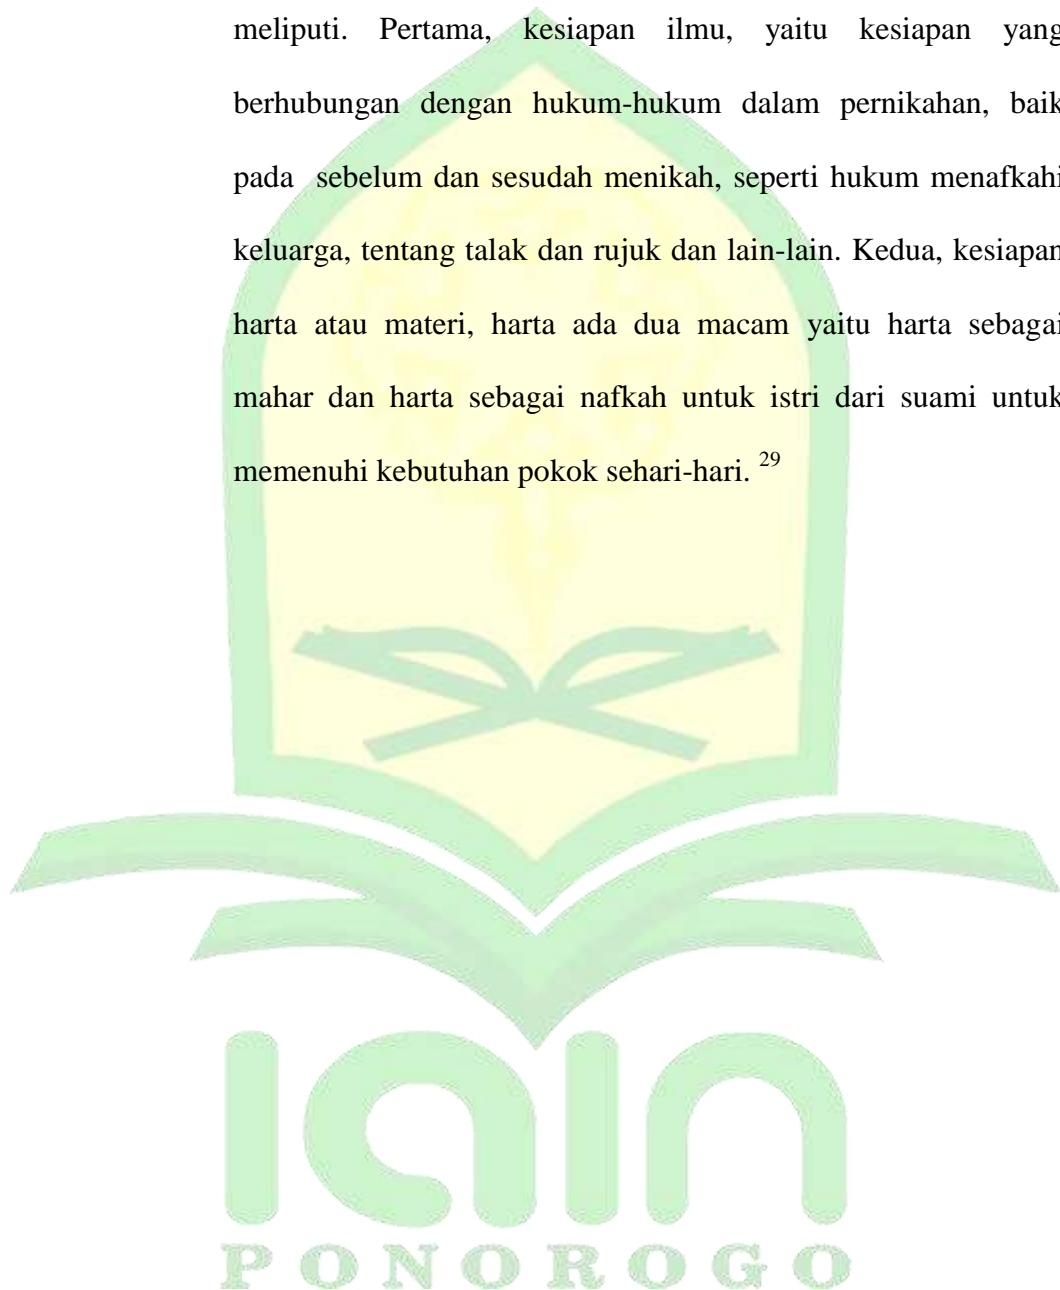 meliputi. Pertama, kesiapan ilmu, yaitu kesiapan yang
berhubungan dengan hukum-hukum dalam pernikahan, baik
pada sebelum dan sesudah menikah, seperti hukum menafkahi
keluarga, tentang talak dan rujuk dan lain-lain. Kedua, kesiapan
harta atau materi, harta ada dua macam yaitu harta sebagai
mahar dan harta sebagai nafkah untuk istri dari suami untuk
memenuhi kebutuhan pokok sehari-hari. 29
iain
PONOROGO